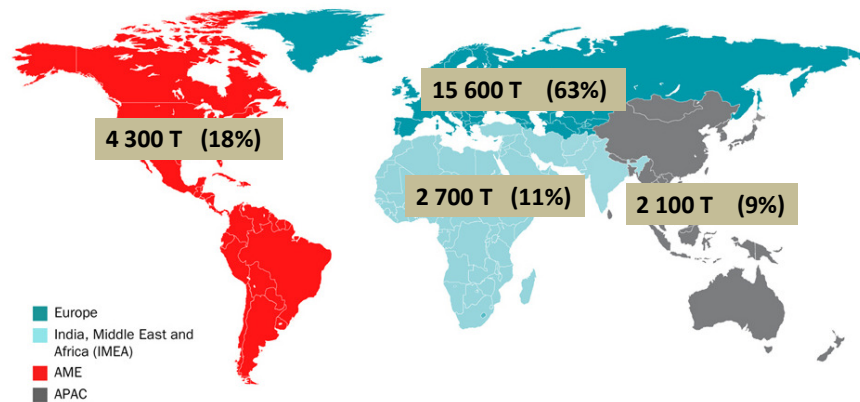 15 600 T (63%)
4 300 T (18%)
2 700 T (11%)
2 100 T (9%)
Europe
India, Middle East and
Africa (IMEA)
AME
APAC